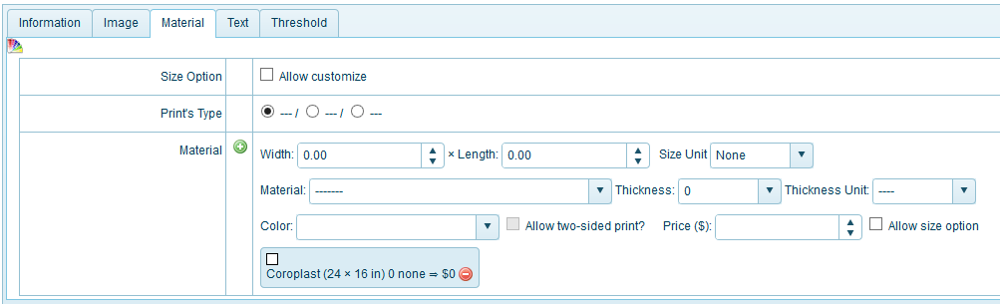 Information Image Material Text Threshold
Size Option Allow customize
Print's Type --- / --- / ---
Material Width: 0.00 × Length: 0.00 Size Unit None
Material: ------- Thickness: 0 Thickness Unit: ----
Color: Allow two-sided print? Price ($): Allow size option
Coroplast (24 × 16 in) 0 none ⇒ $0